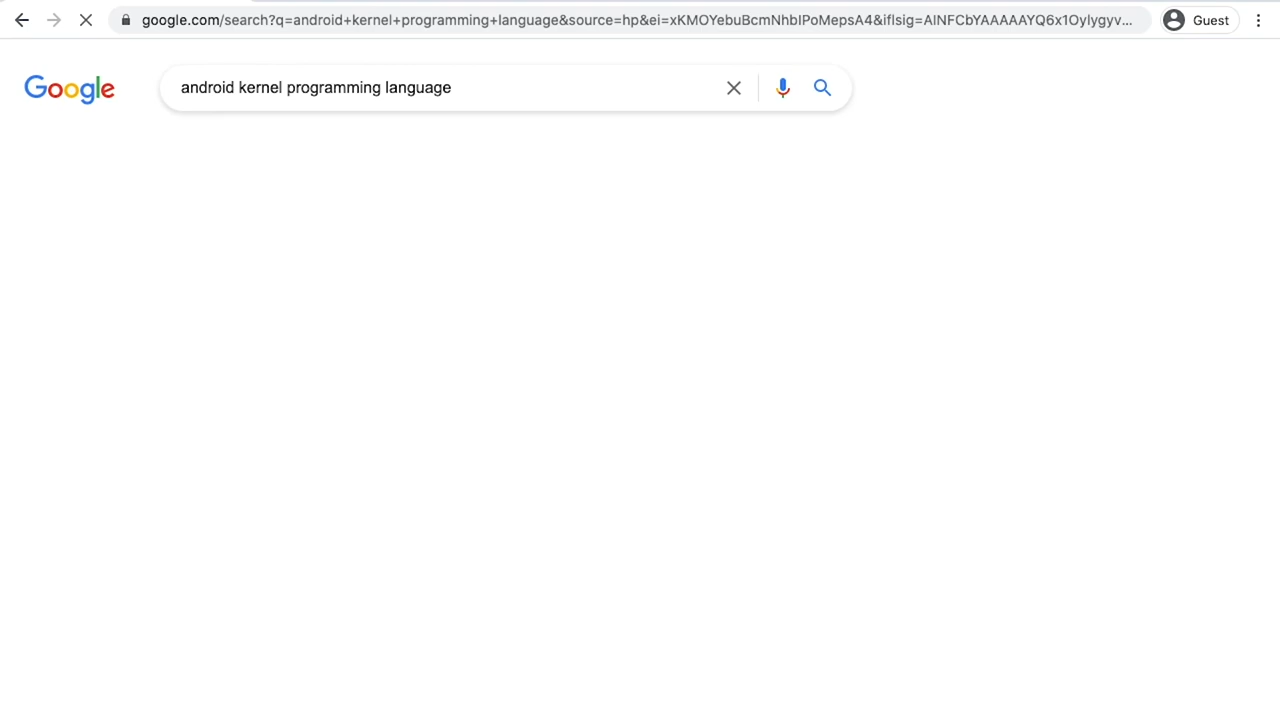 google.com/search?q=android+kernel+programming+language&source=hp&ei=xKMOYebuBcmNhbIPoMepsA4&iflsig=AINFCbYAAAAAYQ6x1Oylygyv...
Guest
Google
android kernel programming language